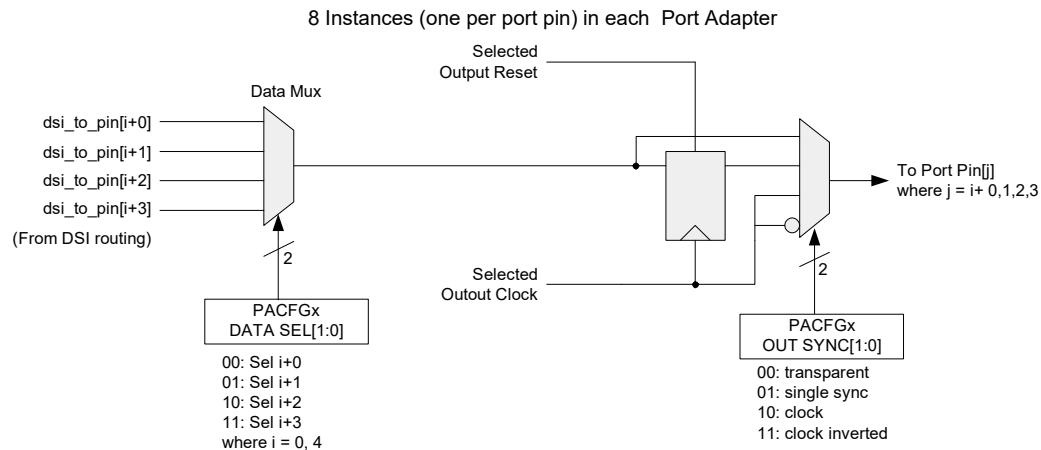 8 Instances (one per port pin) in each Port Adapter
Selected
Output Reset
Data Mux
dsi_to_pin[i+0]
dsi_to_pin[i+1]
dsi_to_pin[i+2]
dsi_to_pin[i+3]
(From DSI routing)
To Port Pin[j]
where j = i+ 0,1,2,3
2
2
Selected
Outout Clock
PACFGx
DATA SEL[1:0]
00: Sel i+0
01: Sel i+1
10: Sel i+2
11: Sel i+3
where i = 0, 4
PACFGx
OUT SYNC[1:0]
00: transparent
01: single sync
10: clock
11: clock inverted